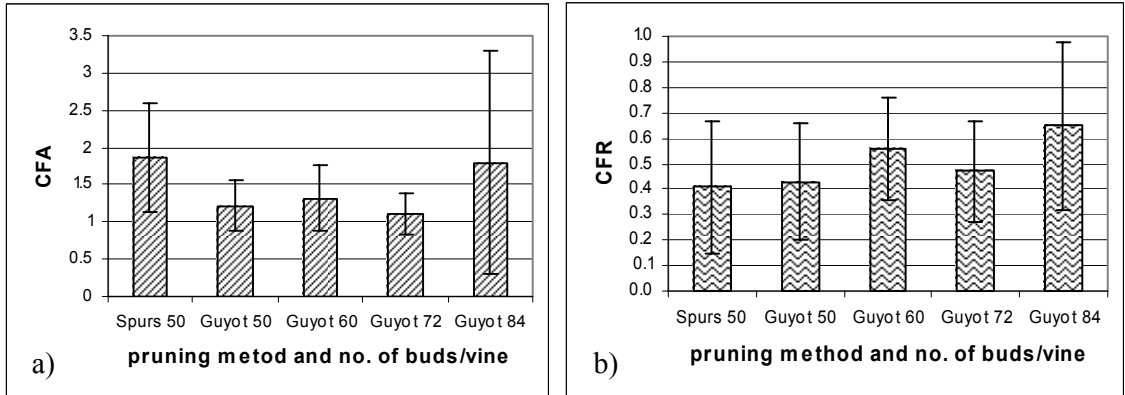 3.5
3
2.5
2
1.5
1
0.5
0
CFA
Spurs 50 Guyot 50 Guyot 60 Guyot 72 Guyot 84
pruning metod and no. of buds/vine
a)
1.0
0.9
0.8
0.7
0.6
0.5
0.4
0.3
0.2
0.1
0.0
CFR
Spurs 50 Guyot 50 Guyot 60 Guyot 72 Guyot 84
pruning method and no. of buds/vine
b)